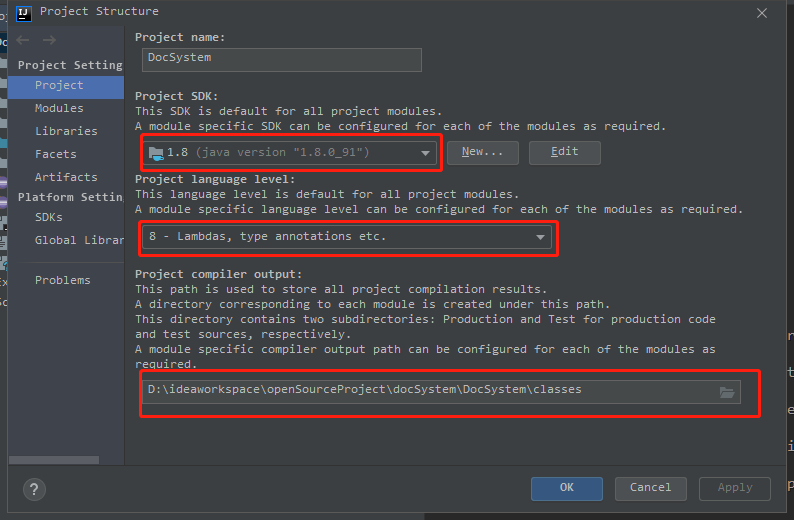 IJ
Project Structure
Project name:
DocSystem
Project Setting
Project
Modules
Libraries
Facets
Artifacts
Platform Settin
SDKs
Global Librar
Problems
Project SDK:
This SDK is default for all project modules.
A module specific SDK can be configured for each of the modules as required.
1.8 (java version "1.8.0_91")
New...
Edit
Project language level:
This language level is default for all project modules.
A module specific language level can be configured for each of the modules as required.
8 - Lambdas, type annotations etc.
Project compiler output:
This path is used to store all project compilation results.
A directory corresponding to each module is created under this path.
This directory contains two subdirectories: Production and Test for production code
and test sources, respectively.
A module specific compiler output path can be configured for each of the modules as
required.
D:\ideaworkspace\openSourceProject\docSystem\DocSystem\classes
?
OK
Cancel
Apply